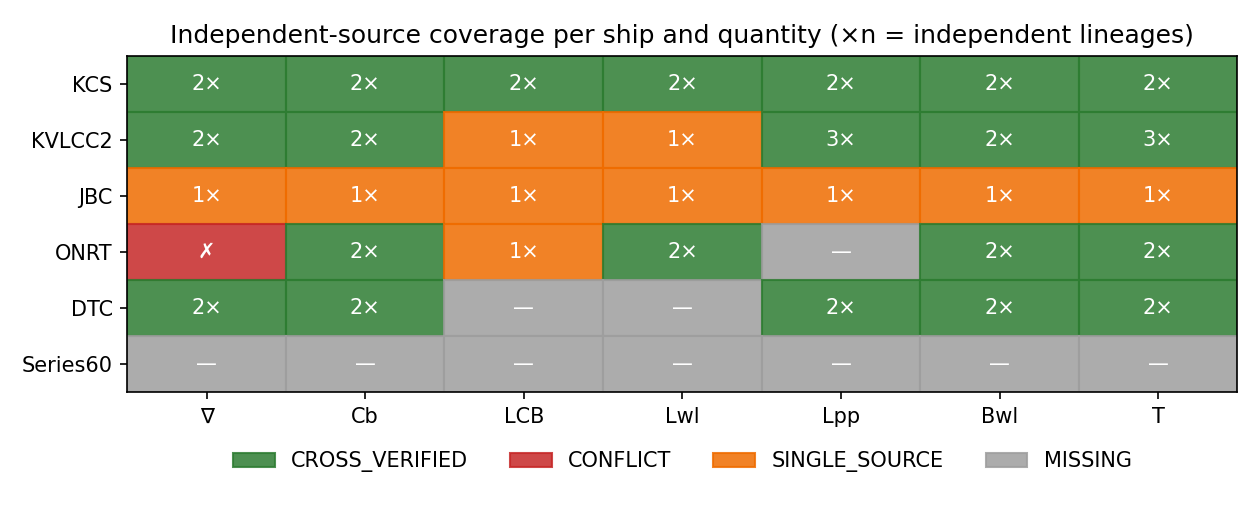 Independent-source coverage per ship and quantity (×n = independent lineages)
KCS 2× 2× 2× 2× 2× 2× 2×
KVLCC2 2× 2× 1× 1× 3× 2× 3×
JBC 1× 1× 1× 1× 1× 1× 1×
ONRT ✗ 2× 1× 2× — 2× 2×
DTC 2× 2× — — 2× 2× 2×
Series60 — — — — — — —
∇ Cb LCB Lwl Lpp Bwl T
CROSS_VERIFIED CONFLICT SINGLE_SOURCE MISSING